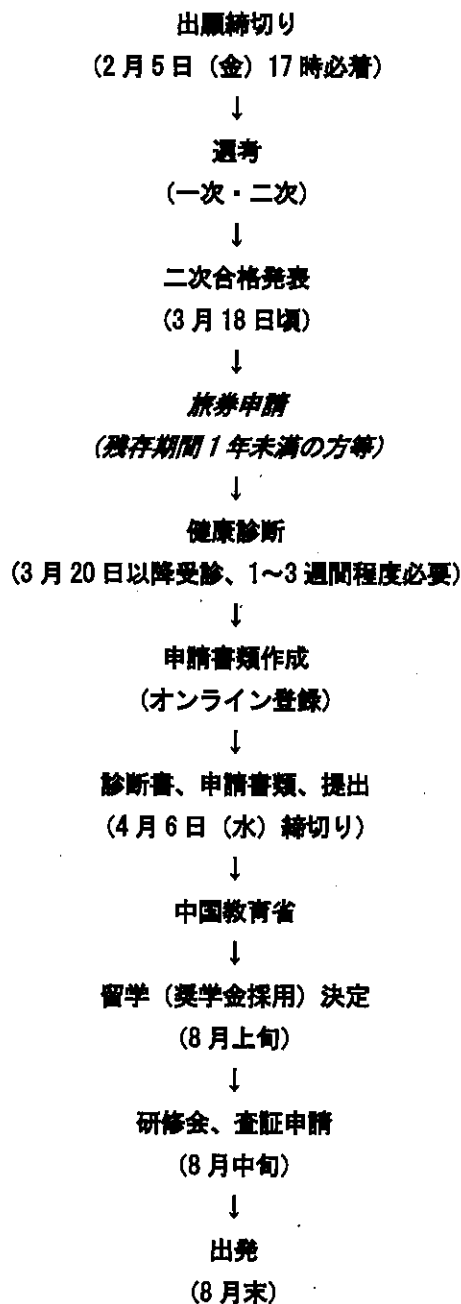 出願締切り
(2月5日（金）17時必着)
↓
選考
(一次・二次)
↓
二次合格発表
(3月18日頃)
↓
旅券申請
(残存期間1年未満の方等)
↓
健康診断
(3月20日以降受診、1～3週間程度必要)
↓
申請書類作成
(オンライン登録)
↓
診断書、申請書類、提出
(4月6日（水）締切り)
↓
中国教育省
↓
留学（奨学金採用）決定
(8月上旬)
↓
研修会、査証申請
(8月中旬)
↓
出発
(8月末)